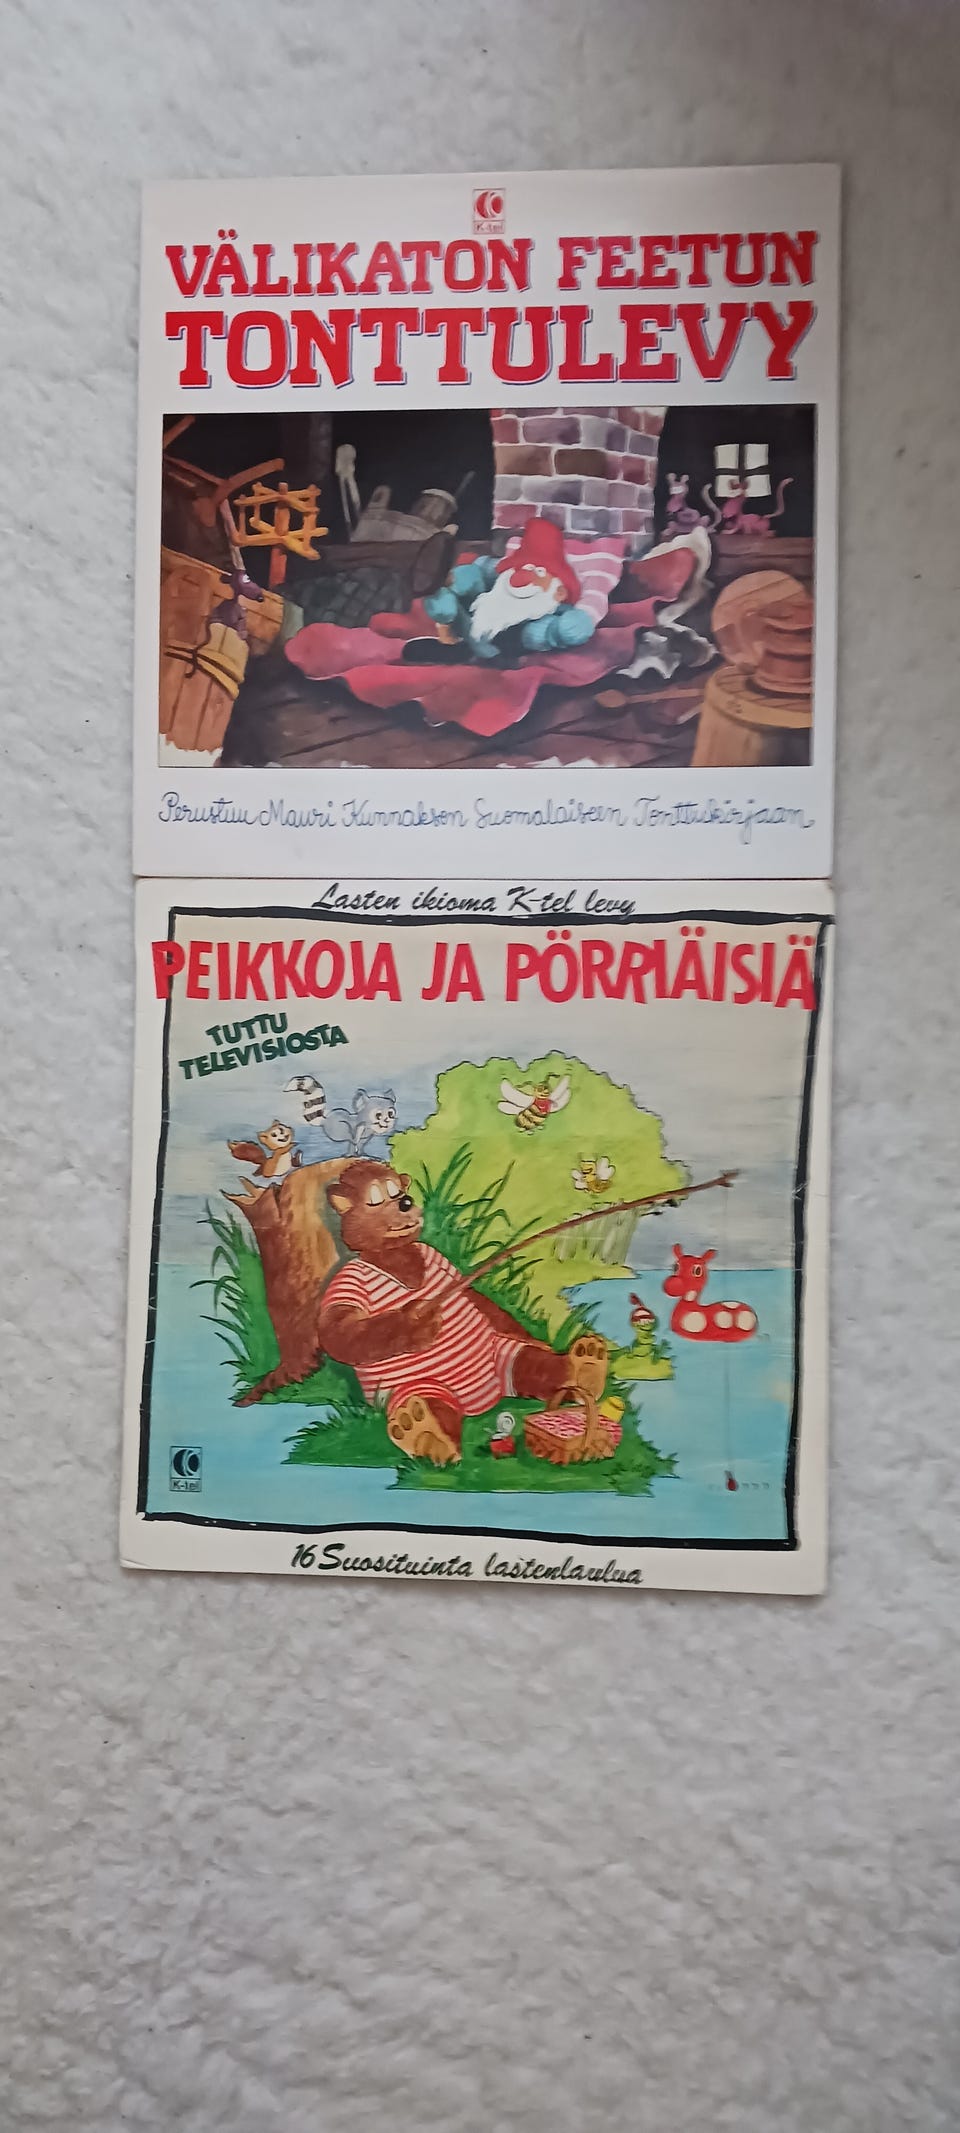 K-tel
VÄLIKATON FEETUN
TONTTULEVY
Perustuu Mauri Kunnaksen Suomalaiseen Tonttukirjaan
Lasten ikioma K-tel levy
PEIKKOJA JA PÖRRIÄISIÄ
TUTTU
TELEVISIOSTA
K-tel
16 Suosituinta lastenlaulua